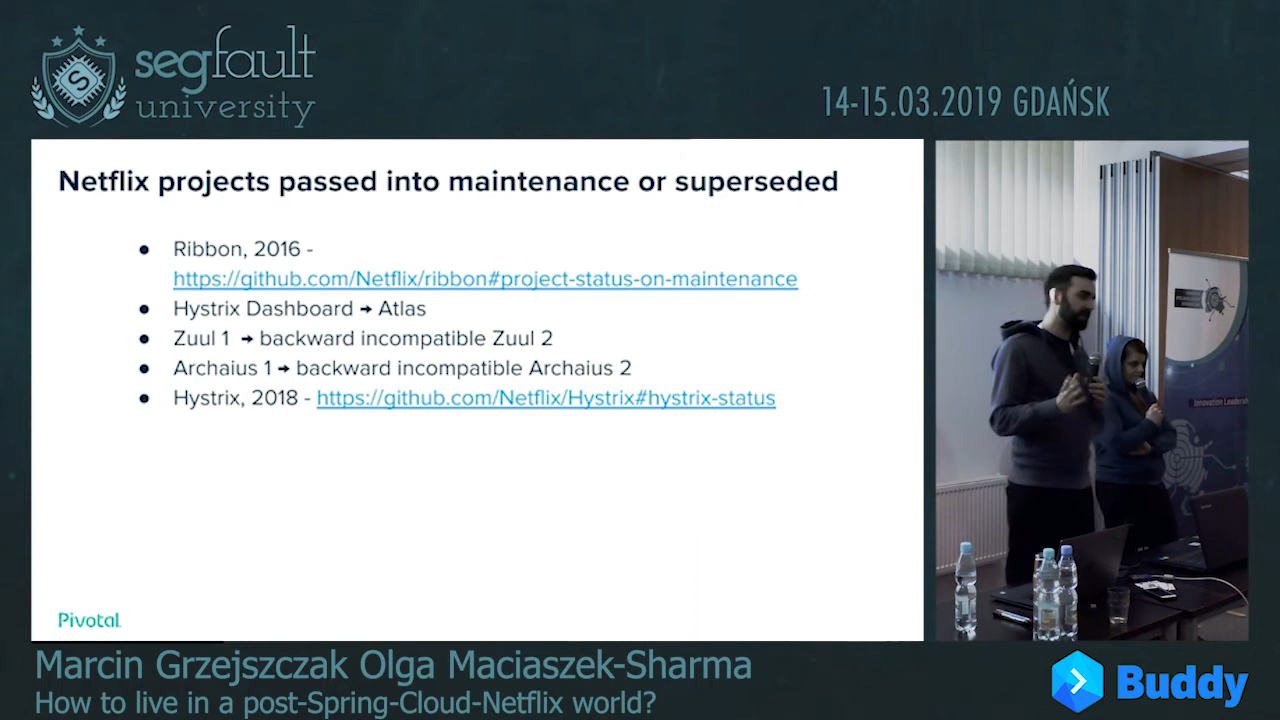 segfault
university
14-15.03.2019 GDAŃSK
Netflix projects passed into maintenance or superseded
● Ribbon, 2016 -
https://github.com/Netflix/ribbon#project-status-on-maintenance
● Hystrix Dashboard → Atlas
● Zuul 1 → backward incompatible Zuul 2
● Archaius 1 → backward incompatible Archaius 2
● Hystrix, 2018 - https://github.com/Netflix/Hystrix#hystrix-status
Pivotal
Innovation Leadersh
Marcin Grzejszczak Olga Maciaszek-Sharma
How to live in a post-Spring-Cloud-Netflix world?
Buddy